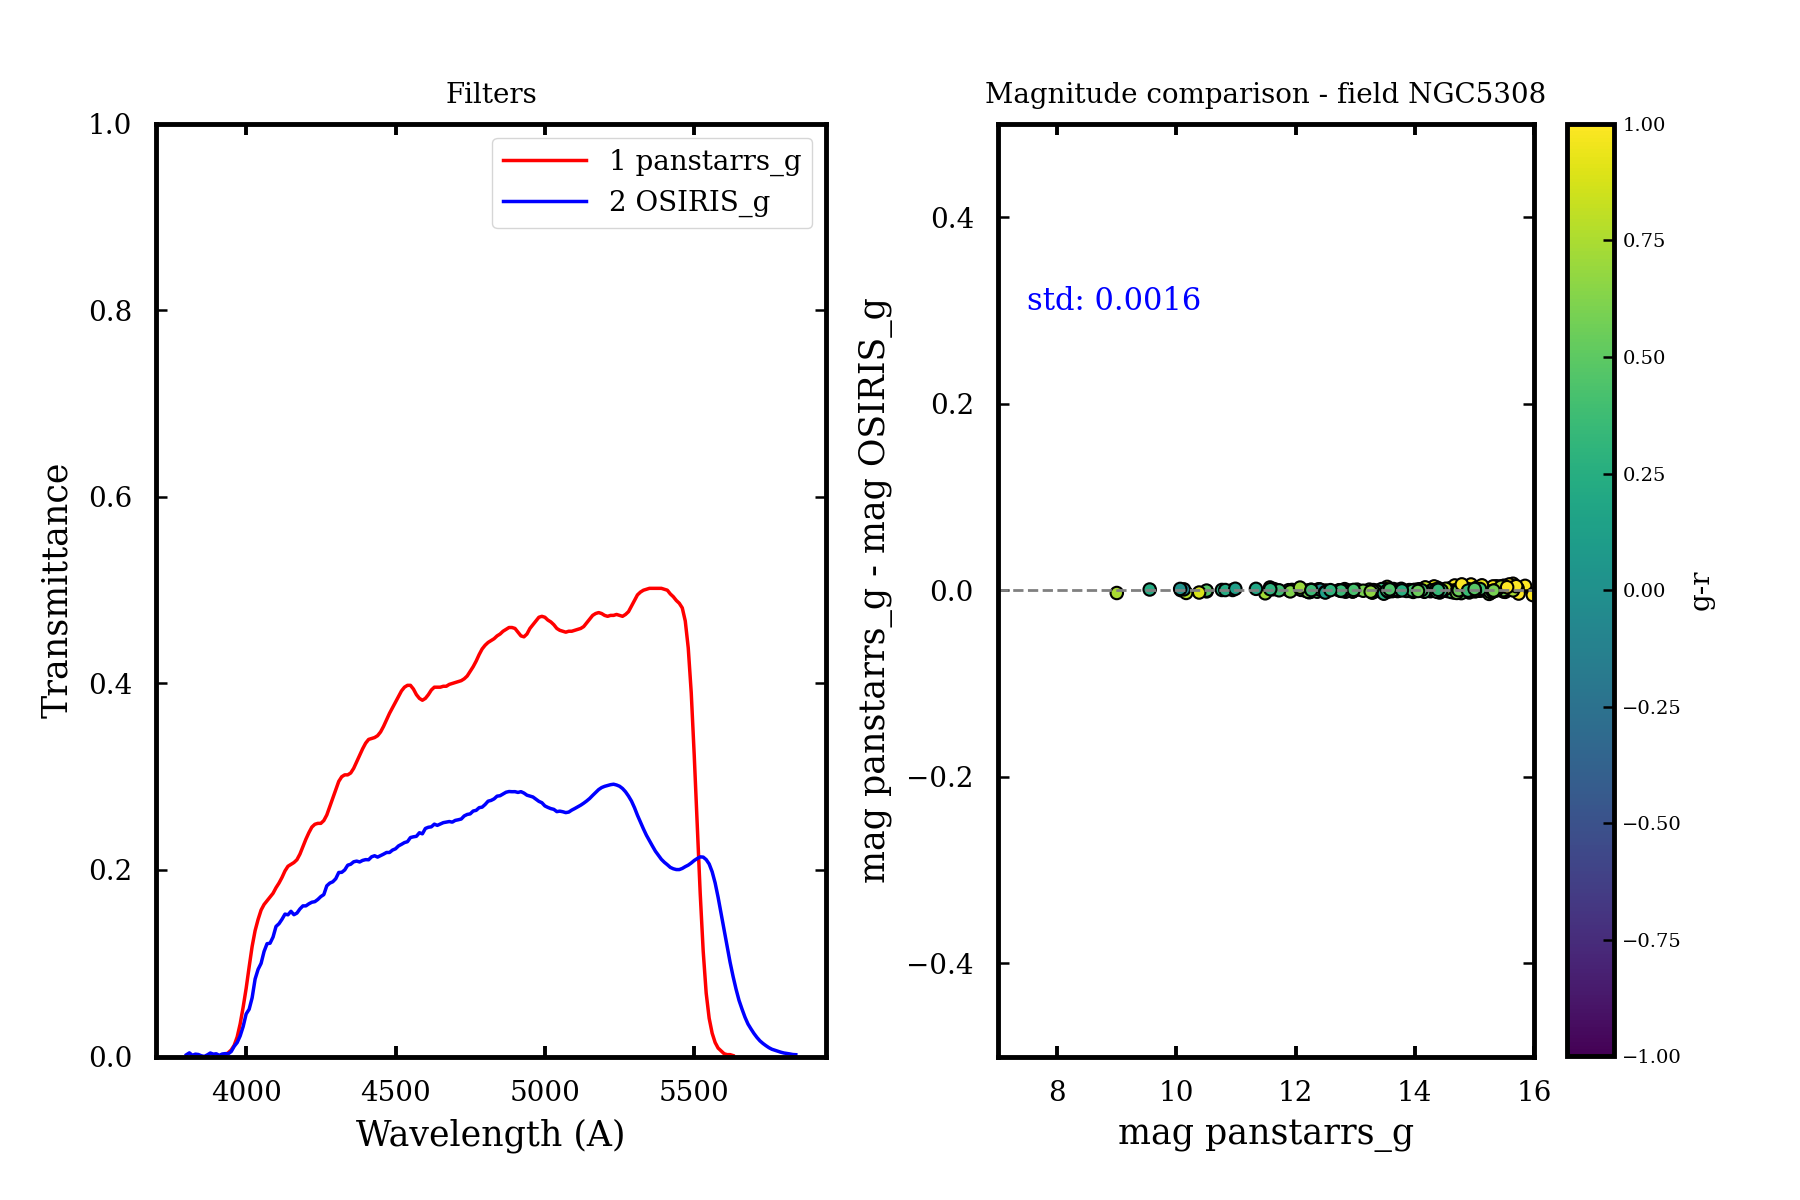 Filters
1.0
0.8
0.6
0.4
0.2
0.0
Transmittance
4000 4500 5000 5500
Wavelength (A)
1 panstarrs_g
2 OSIRIS_g
Magnitude comparison - field NGC5308
0.4
0.2
0.0
−0.2
−0.4
mag panstarrs_g - mag OSIRIS_g
std: 0.0016
8 10 12 14 16
mag panstarrs_g
1.00
0.75
0.50
0.25
0.00
−0.25
−0.50
−0.75
−1.00
g-r